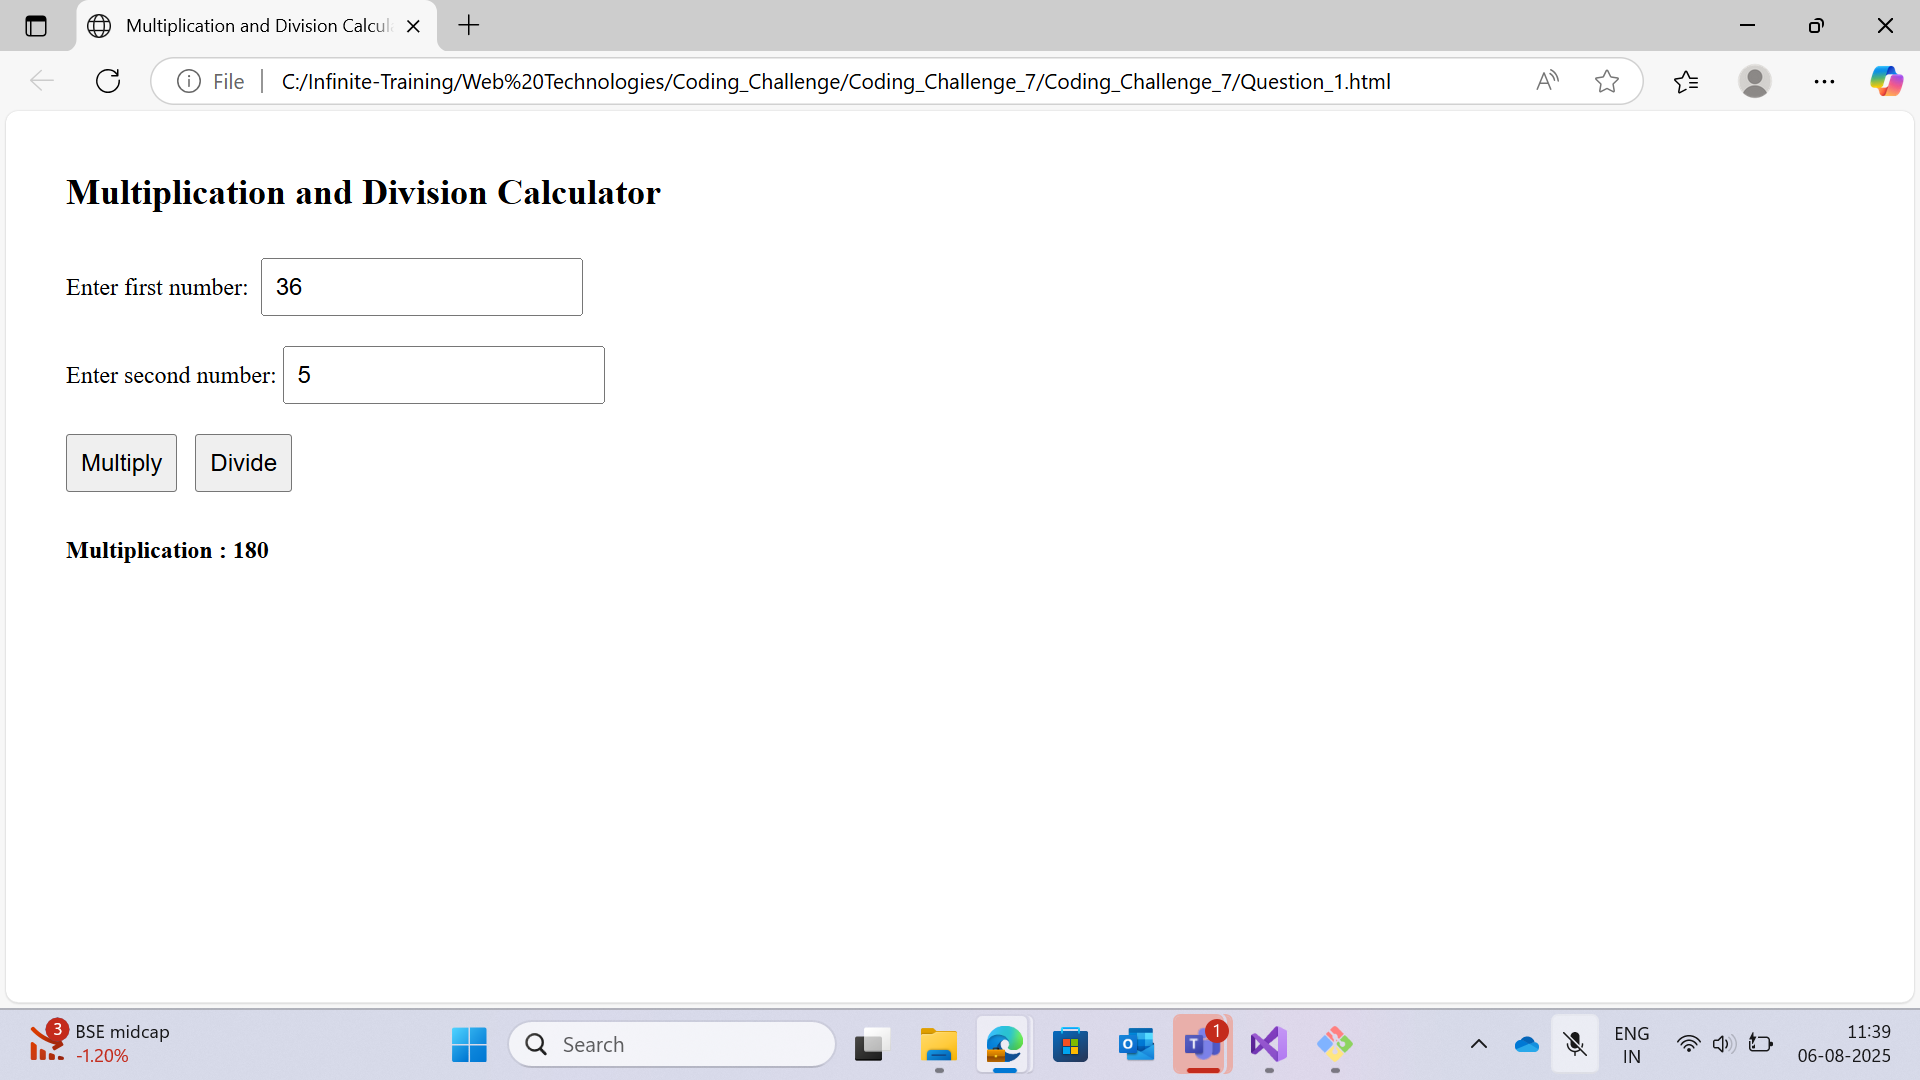 Multiplication and Division Calcul
File
C:/Infinite-Training/Web%20Technologies/Coding_Challenge/Coding_Challenge_7/Coding_Challenge_7/Question_1.html
Multiplication and Division Calculator
Enter first number: 36
Enter second number: 5
Multiply Divide
Multiplication : 180
3
BSE midcap
-1.20%
Search
1
ENG
IN
11:39
06-08-2025